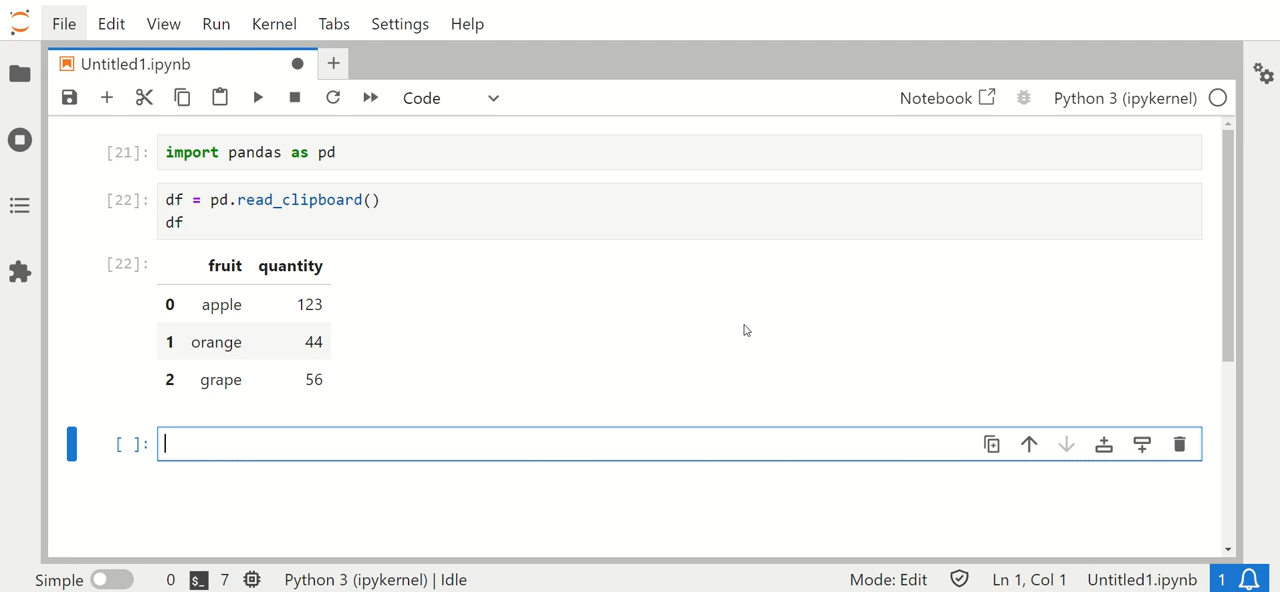 File Edit View Run Kernel Tabs Settings Help
Untitled1.ipynb
Code Notebook Python 3 (ipykernel)
[21]: import pandas as pd
[22]: df = pd.read_clipboard()
df
[22]: fruit quantity
0 apple 123
1 orange 44
2 grape 56
[ ]:
Simple 0 $_ 7 Python 3 (ipykernel) | Idle Mode: Edit Ln 1, Col 1 Untitled1.ipynb 1